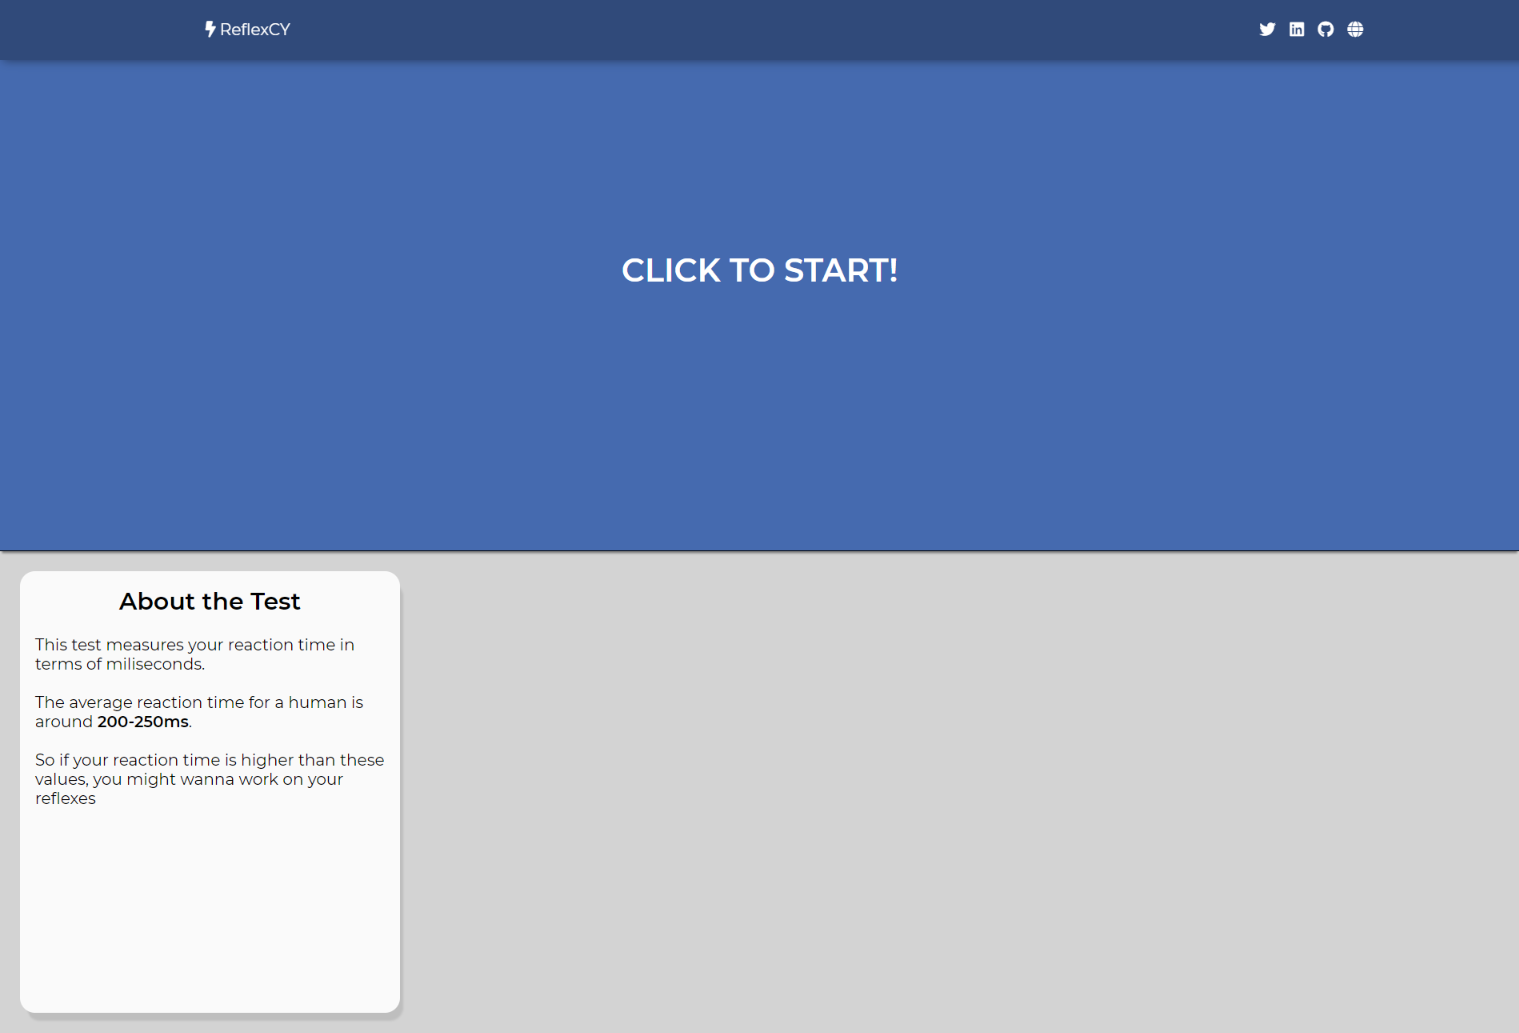 ReflexCY
CLICK TO START!
About the Test
This test measures your reaction time in
terms of miliseconds.
The average reaction time for a human is
around 200-250ms.
So if your reaction time is higher than these
values, you might wanna work on your
reflexes